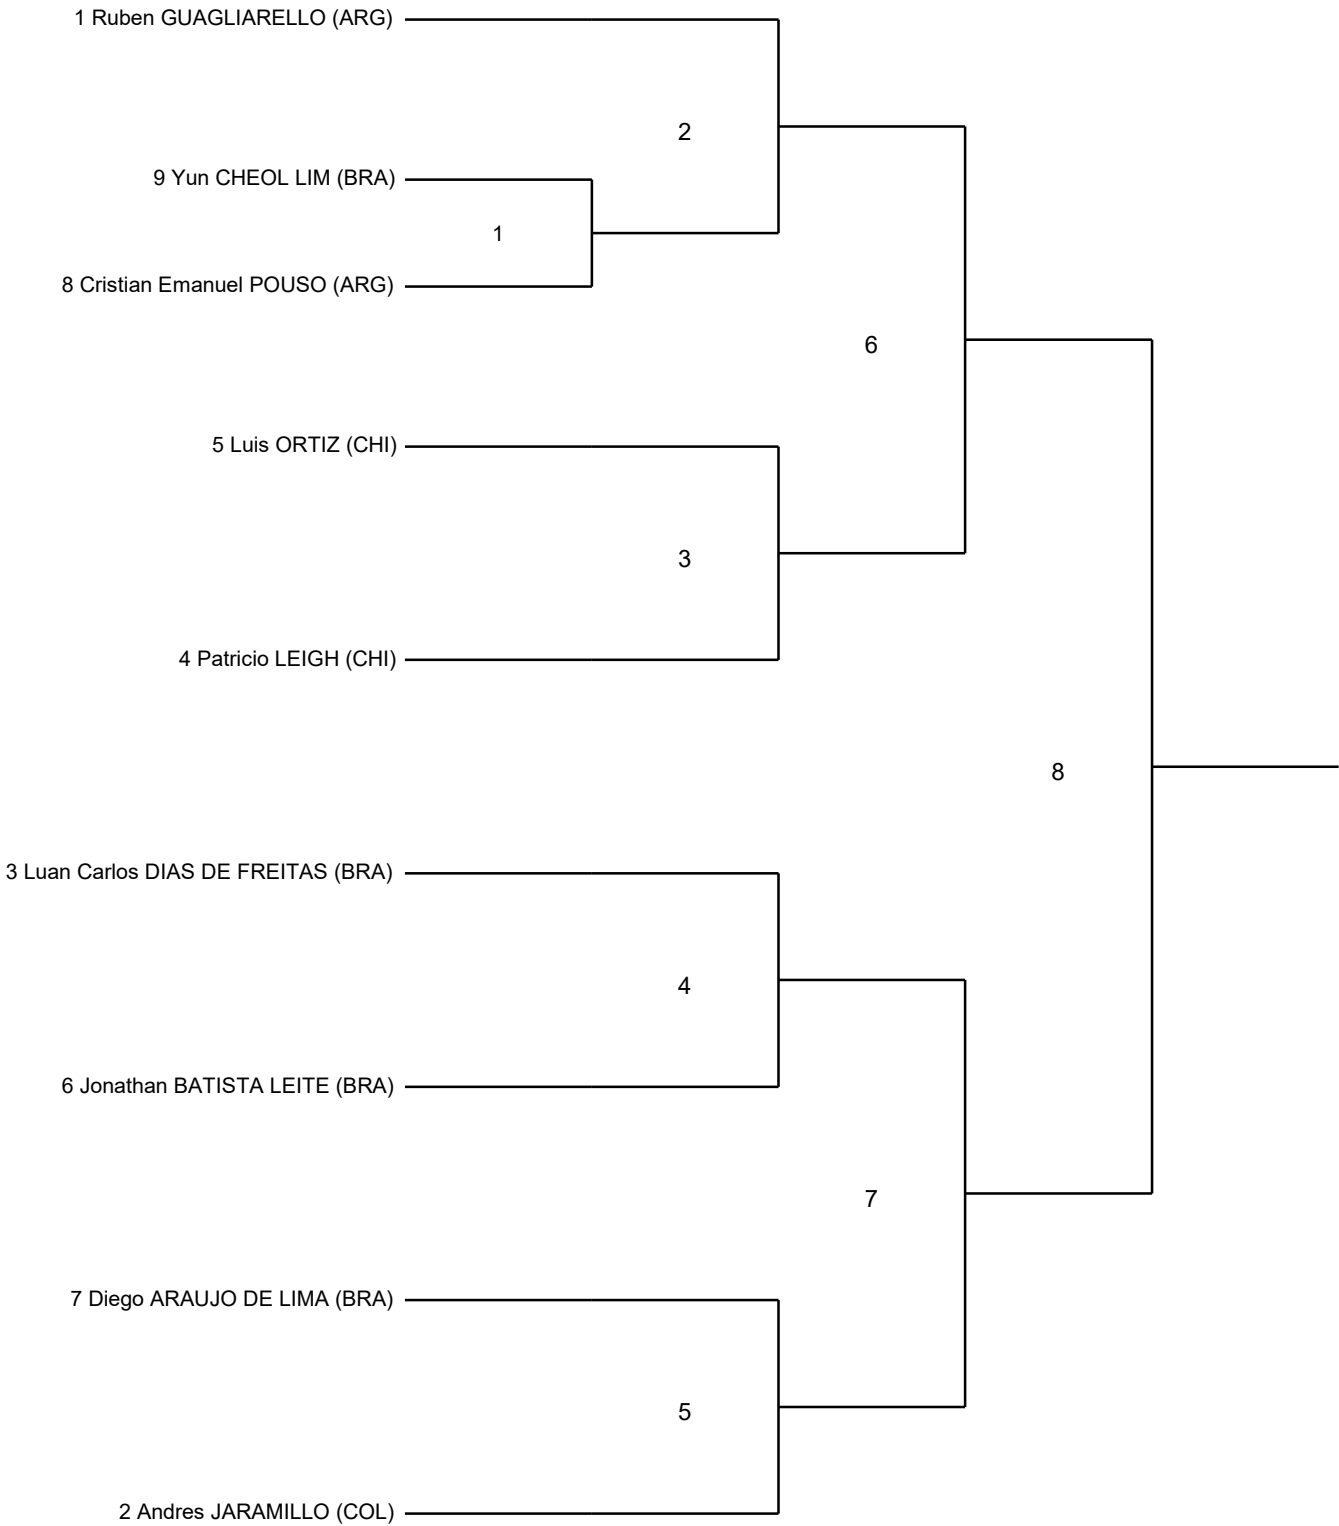 1 Ruben GUAGLIARELLO (ARG)
2
9 Yun CHEOL LIM (BRA)
1
8 Cristian Emanuel POUSO (ARG)
6
5 Luis ORTIZ (CHI)
3
4 Patricio LEIGH (CHI)
8
3 Luan Carlos DIAS DE FREITAS (BRA)
4
6 Jonathan BATISTA LEITE (BRA)
7
7 Diego ARAUJO DE LIMA (BRA)
5
2 Andres JARAMILLO (COL)